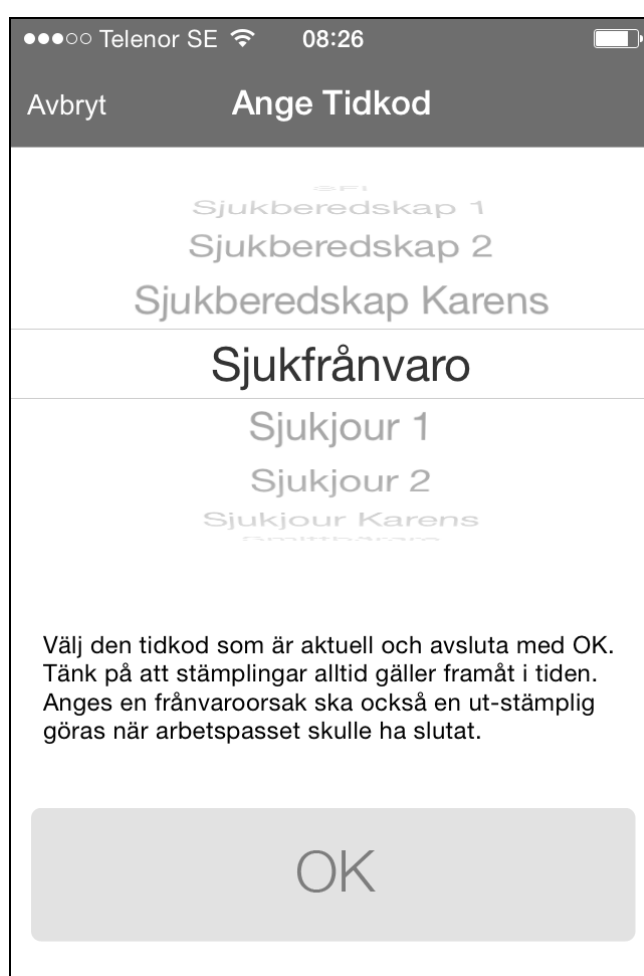 Telenor SE 08:26
Avbryt Ange Tidkod
SFI
Sjukberedskap 1
Sjukberedskap 2
Sjukberedskap Karens
Sjukfrånvaro
Sjukjour 1
Sjukjour 2
Sjukjour Karens
Välj den tidkod som är aktuell och avsluta med OK.
Tänk på att stämplingar alltid gäller framåt i tiden.
Anges en frånvaroorsak ska också en ut-stämplig
göras när arbetspasset skulle ha slutat.
OK